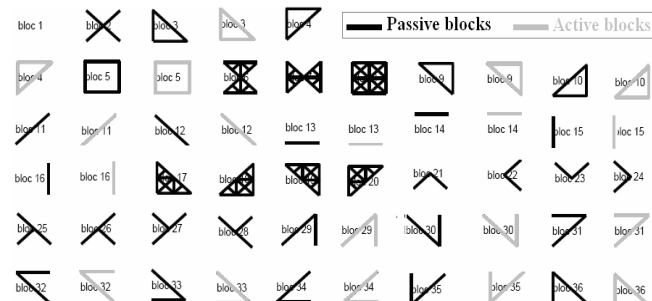 bloc 1 bloc 2 bloc 3 bloc 3 bloc 4 Passive blocks Active blocks
bloc 4 bloc 5 bloc 5 bloc 9 bloc 9 bloc 10 bloc 10
bloc 11 bloc 11 bloc 12 bloc 12 bloc 13 bloc 13 bloc 14 bloc 14 bloc 15 bloc 15
bloc 16 bloc 16 17 20 bloc 21 bloc 22 bloc 23 bloc 24
bloc 25 bloc 26 bloc 27 bloc 28 bloc 29 bloc 29 bloc 30 bloc 30 bloc 31 bloc 31
bloc 32 bloc 32 bloc 33 bloc 33 bloc 34 bloc 34 bloc 35 bloc 35 bloc 36 bloc 36